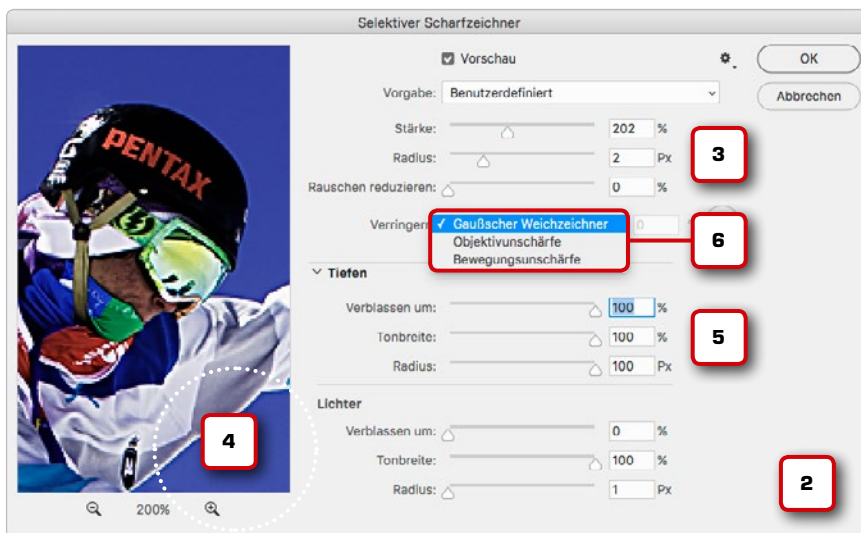 Selektiver Scharfzeichner
Vorschau
OK
Vorgabe: Benutzerdefiniert
Abbrechen
Stärke: 202 %
3
Radius: 2 Px
Rauschen reduzieren: 0 %
Verringern: ✓ Gaußscher Weichzeichner 0
6
Objektivunschärfe
Bewegungsunschärfe
Tiefen
Verblassen um: 100 %
Tonbreite: 100 %
5
Radius: 100 Px
Lichter
Verblassen um: 0 %
Tonbreite: 100 %
Radius: 1 Px
2
PENTAX
4
200%